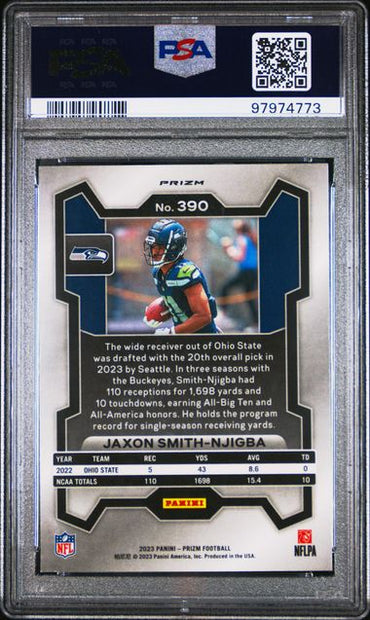 PSA
97974773
PRIZM
No. 390
The wide receiver out of Ohio State
was drafted with the 20th overall pick in
2023 by Seattle. In three seasons with
the Buckeyes, Smith-Njigba had
110 receptions for 1,698 yards and
10 touchdowns, earning All-Big Ten and
All-America honors. He holds the program
record for single-season receiving yards.
JAXON SMITH-NJIGBA
YEAR TEAM REC YDS AVG TD
2022 OHIO STATE 5 43 8.6 0
NCAA TOTALS 110 1698 15.4 10
PANINI
NFL
NFLPA
2023 PANINI – PRIZM FOOTBALL
© 2023 Panini America, Inc. Produced in the USA.